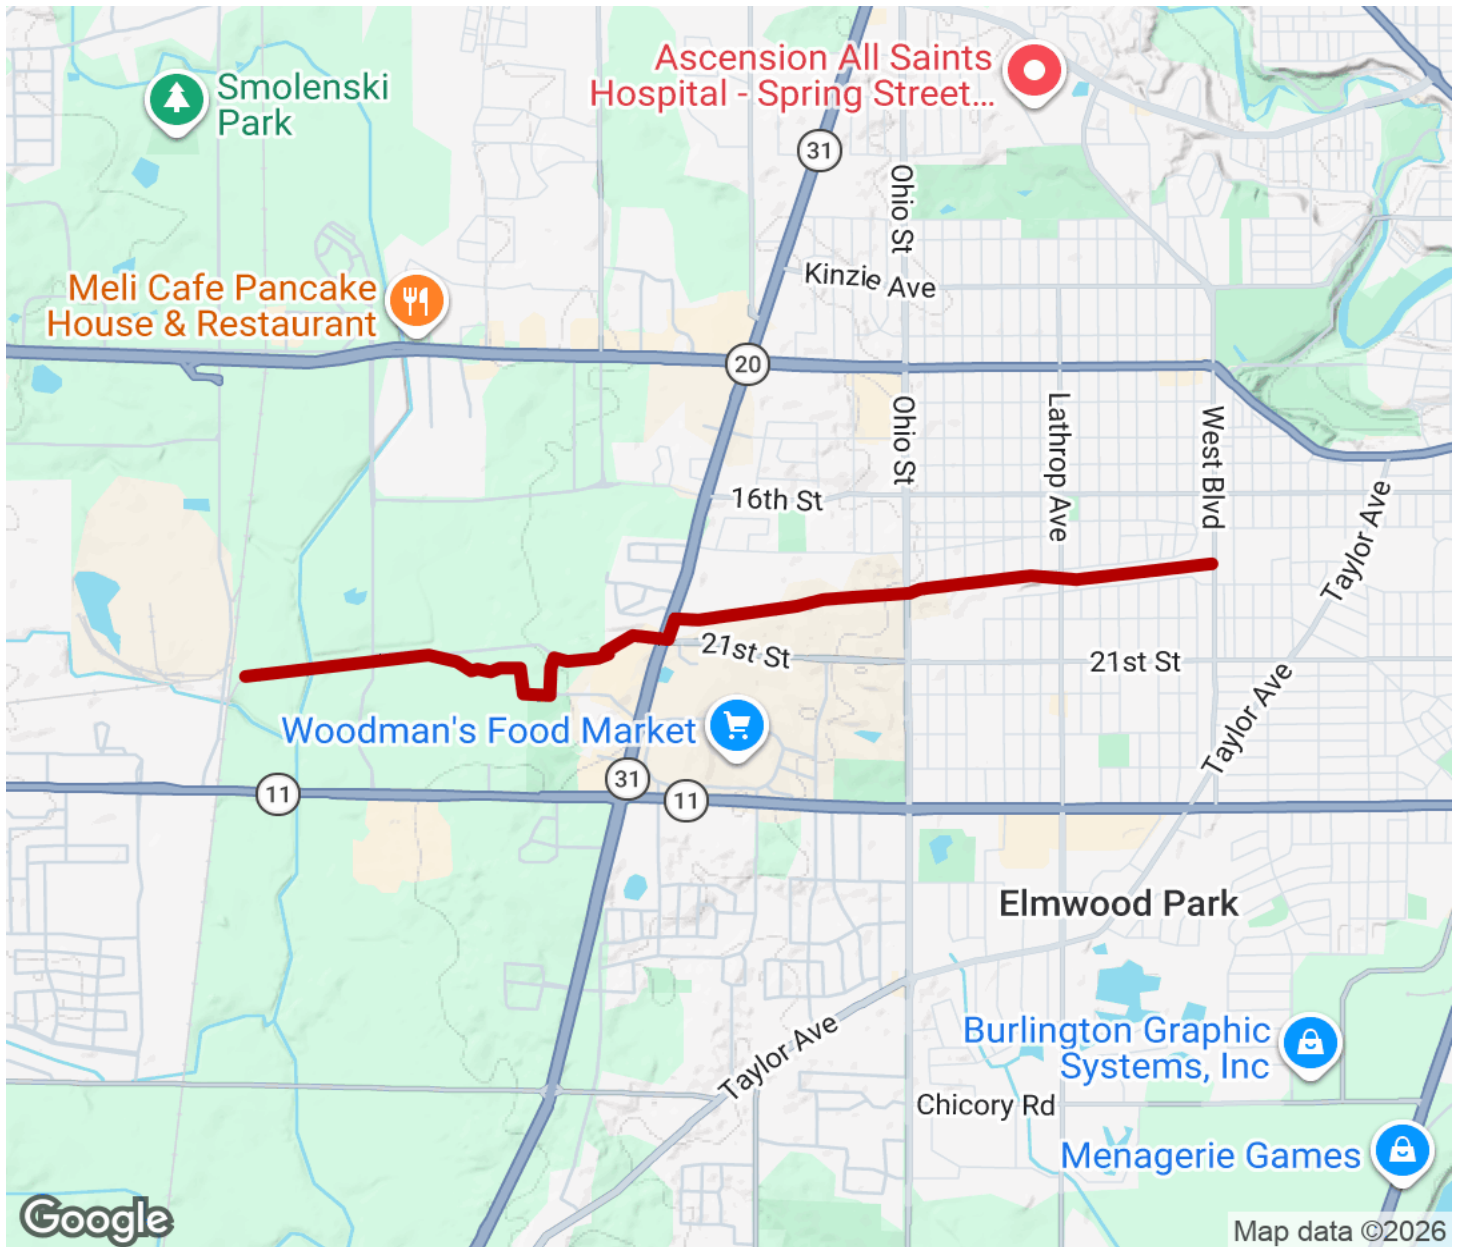 Ascension All Saints
Hospital - Spring Street...
Smolenski
Park
31
Ohio St
Kinzie Ave
Meli Cafe Pancake
House & Restaurant
20
Ohio St
Lathrop Ave
West Blvd
16th St
Taylor Ave
21st St
21st St
Taylor Ave
Woodman's Food Market
31
11
11
Elmwood Park
Burlington Graphic
Systems, Inc
Taylor Ave
Chicory Rd
Menagerie Games
Google
Map data ©2026